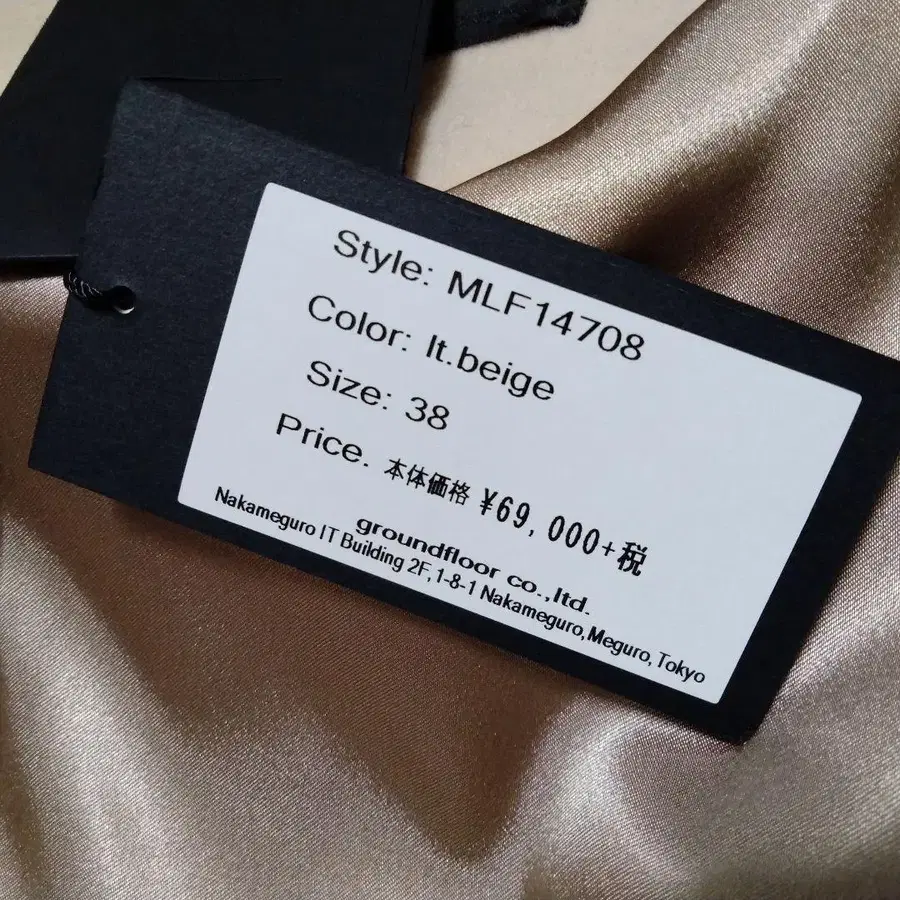 Style: MLF14708
Color: lt.beige
Size: 38
Price. 本体価格 ¥69,000+税
groundfloor co.,ltd.
Nakameguro IT Building 2F,1-8-1 Nakameguro,Meguro,Tokyo